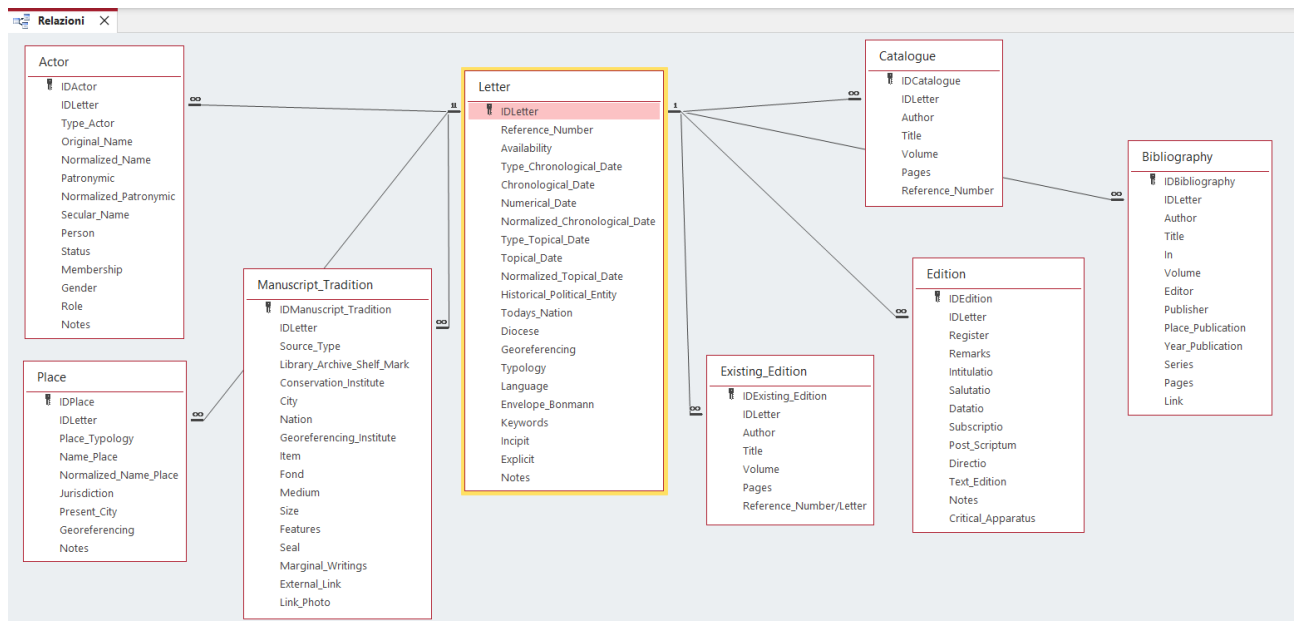 Relazioni
Actor
IDActor
IDLetter
Type_Actor
Original_Name
Normalized_Name
Patronymic
Normalized_Patronymic
Secular_Name
Person
Status
Membership
Gender
Role
Notes
Place
IDPlace
IDLetter
Place_Typology
Name_Place
Normalized_Name_Place
Jurisdiction
Present_City
Georeferencing
Notes
Manuscript_Tradition
IDManuscript_Tradition
IDLetter
Source_Type
Library_Archive_Shelf_Mark
Conservation_Institute
City
Nation
Georeferencing_Institute
Item
Fond
Medium
Size
Features
Seal
Marginal_Writings
External_Link
Link_Photo
Letter
IDLetter
Reference_Number
Availability
Type_Chronological_Date
Chronological_Date
Numerical_Date
Normalized_Chronological_Date
Type_Topical_Date
Topical_Date
Normalized_Topical_Date
Historical_Political_Entity
Todays_Nation
Diocese
Georeferencing
Typology
Language
Envelope_Bonmann
Keywords
Incipit
Explicit
Notes
1
∞
∞
∞
∞
∞
∞
∞
Existing_Edition
IDExisting_Edition
IDLetter
Author
Title
Volume
Pages
Reference_Number/Letter
Catalogue
IDCatalogue
IDLetter
Author
Title
Volume
Pages
Reference_Number
Edition
IDEdition
IDLetter
Register
Remarks
Intitulatio
Salutatio
Datatio
Subscriptio
Post_Scriptum
Directio
Text_Edition
Notes
Critical_Apparatus
Bibliography
IDBibliography
IDLetter
Author
Title
In
Volume
Editor
Publisher
Place_Publication
Year_Publication
Series
Pages
Link